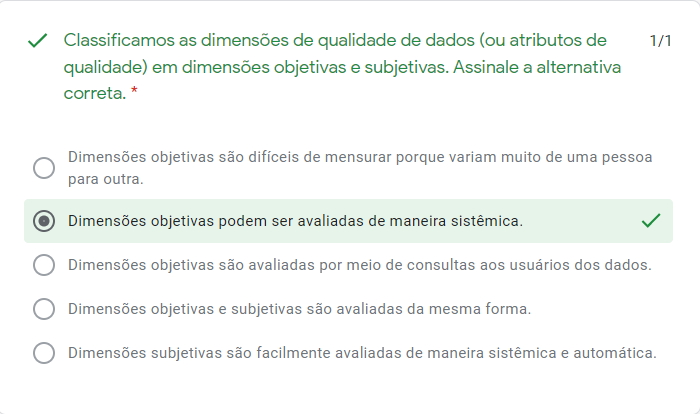 Classificamos as dimensões de qualidade de dados (ou atributos de
1/1
qualidade) em dimensões objetivas e subjetivas. Assinale a alternativa
correta. *
Dimensões objetivas são difíceis de mensurar porque variam muito de uma pessoa
para outra.
Dimensões objetivas podem ser avaliadas de maneira sistêmica.
Dimensões objetivas são avaliadas por meio de consultas aos usuários dos dados.
Dimensões objetivas e subjetivas são avaliadas da mesma forma.
Dimensões subjetivas são facilmente avaliadas de maneira sistêmica e automática.